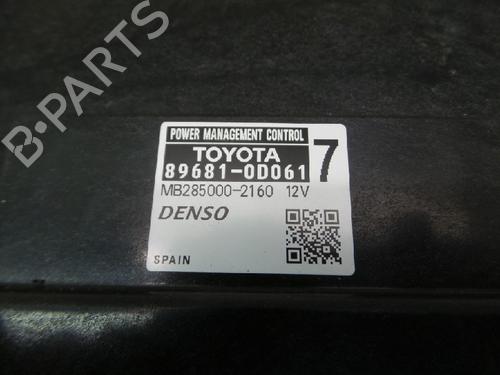 B-PARTS
POWER MANAGEMENT CONTROL
TOYOTA 7
89681-0D061
MB285000-2160 12V
DENSO
SPAIN